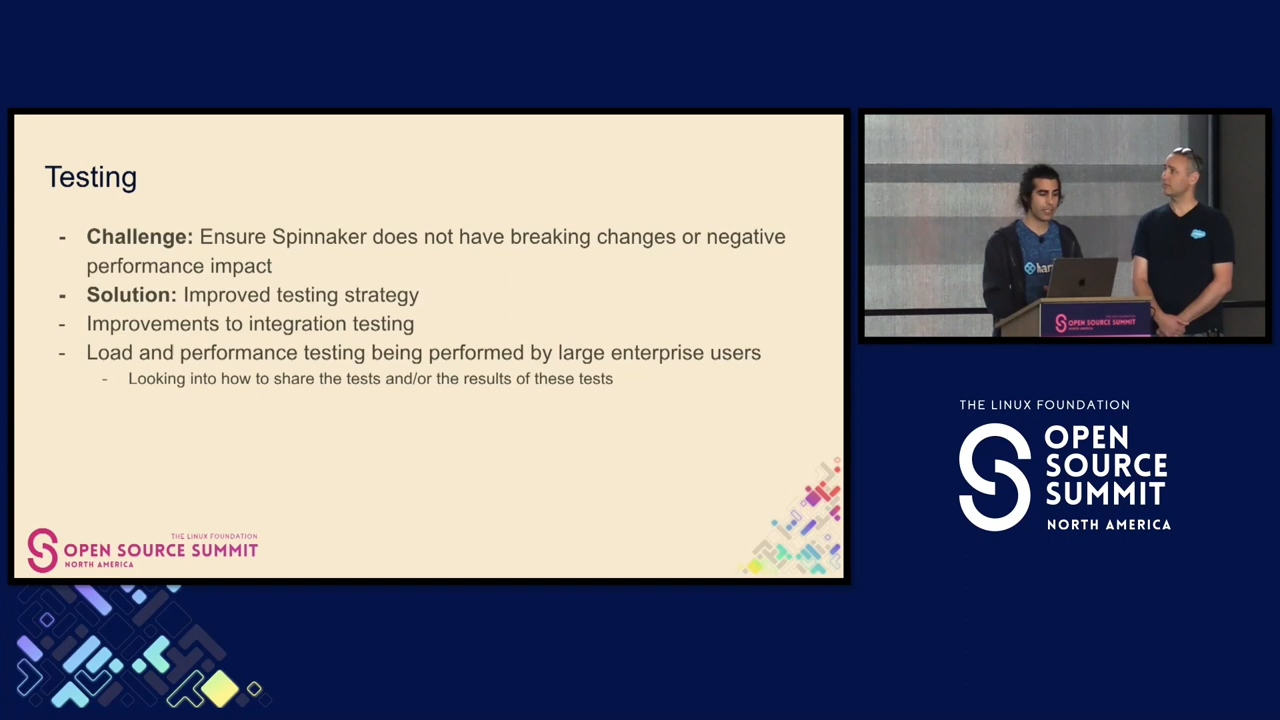 Testing
- Challenge: Ensure Spinnaker does not have breaking changes or negative
performance impact
- Solution: Improved testing strategy
- Improvements to integration testing
- Load and performance testing being performed by large enterprise users
- Looking into how to share the tests and/or the results of these tests
THE LINUX FOUNDATION
OPEN SOURCE SUMMIT
NORTH AMERICA
OPEN SOURCE SUMMIT
THE LINUX FOUNDATION
OPEN
SOURCE
SUMMIT
NORTH AMERICA